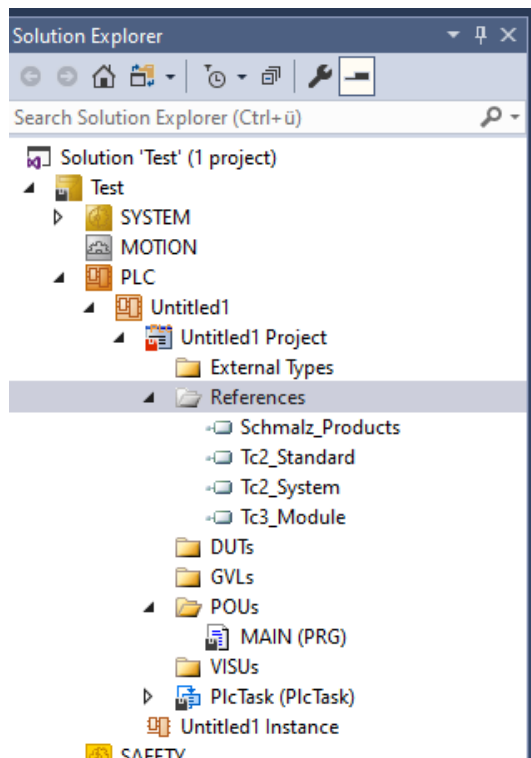 Solution Explorer
Search Solution Explorer (Ctrl+ü)
Solution 'Test' (1 project)
Test
SYSTEM
MOTION
PLC
Untitled1
Untitled1 Project
External Types
References
Schmalz_Products
Tc2_Standard
Tc2_System
Tc3_Module
DUTs
GVLs
POUs
MAIN (PRG)
VISUs
PlcTask (PlcTask)
Untitled1 Instance
SAFETY